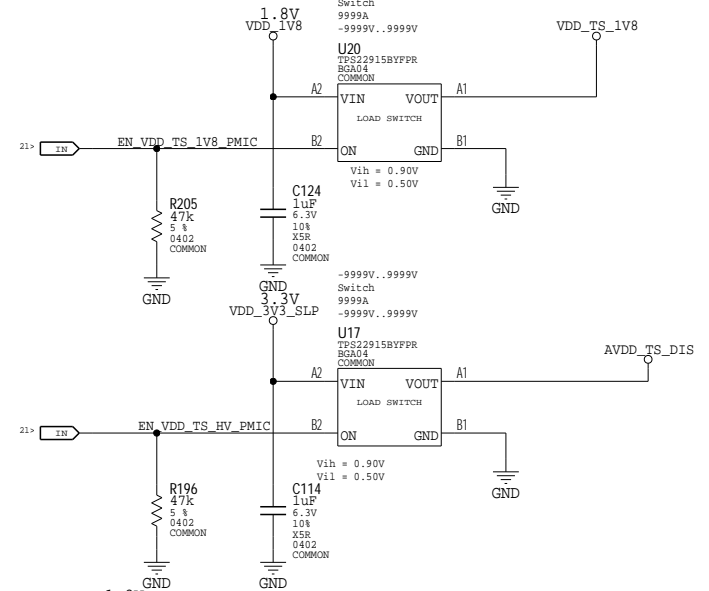 Switch
9999A
-9999V..9999V
1.8V
VDD_1V8
U20
TPS22915BYFPR
BGA04
COMMON
VDD_TS_1V8
A2
VIN
VOUT
A1
LOAD SWITCH
21>
IN
EN_VDD_TS_1V8_PMIC
B2
ON
GND
B1
Vih = 0.90V
Vil = 0.50V
GND
R205
47k
5 %
0402
COMMON
GND
C124
1uF
6.3V
10%
X5R
0402
COMMON
GND
-9999V..9999V
Switch
9999A
-9999V..9999V
3.3V
VDD_3V3_SLP
U17
TPS22915BYFPR
BGA04
COMMON
AVDD_TS_DIS
A2
VIN
VOUT
A1
LOAD SWITCH
21>
IN
EN_VDD_TS_HV_PMIC
B2
ON
GND
B1
Vih = 0.90V
Vil = 0.50V
GND
R196
47k
5 %
0402
COMMON
GND
C114
1uF
6.3V
10%
X5R
0402
COMMON
GND